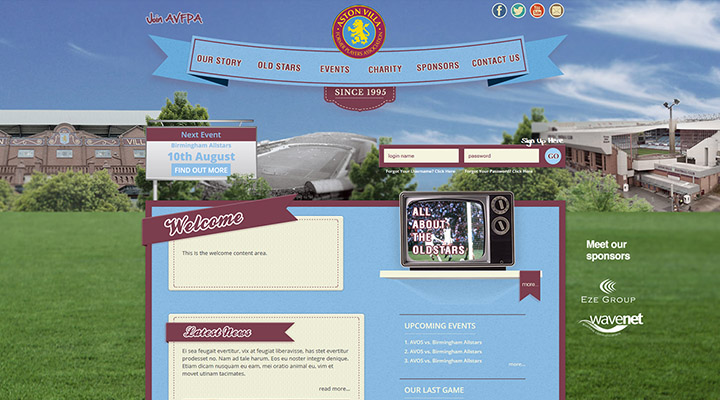 Join AVFPA
ASTON VILLA
FORMER PLAYERS ASSOCIATION
OUR STORY
OLD STARS
EVENTS
CHARITY
SPONSORS
CONTACT US
SINCE 1995
Next Event
Birmingham Allstars
10th August
FIND OUT MORE
Sign Up Here
login name
password
GO
Forgot Your Username? Click Here
Forgot Your Password? Click Here
Welcome
This is the welcome content area.
ALL
ABOUT
THE
OLDSTARS
more
Meet our
sponsors
EZE GROUP
wavenet
Latest News
Ei sea feugait evertitur, vix at feugiat liberavisse, has stet evertitur
prodesset no. Nam ad tale harum. Eos eu noster integre denique.
Etiam dicam nusquam eu eam, mei oratio animal eu, vim et
movet utinam tacimates.
read more...
UPCOMING EVENTS
1. AVOS vs. Birmingham Allstars
2. AVOS vs. Birmingham Allstars
3. AVOS vs. Birmingham Allstars
more...
OUR LAST GAME